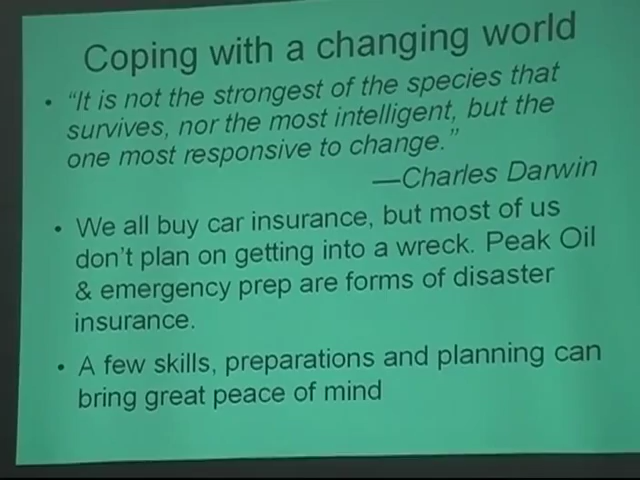 Coping with a changing world
• “It is not the strongest of the species that
survives, nor the most intelligent, but the
one most responsive to change.”
—Charles Darwin
• We all buy car insurance, but most of us
don't plan on getting into a wreck. Peak Oil
& emergency prep are forms of disaster
insurance.
• A few skills, preparations and planning can
bring great peace of mind